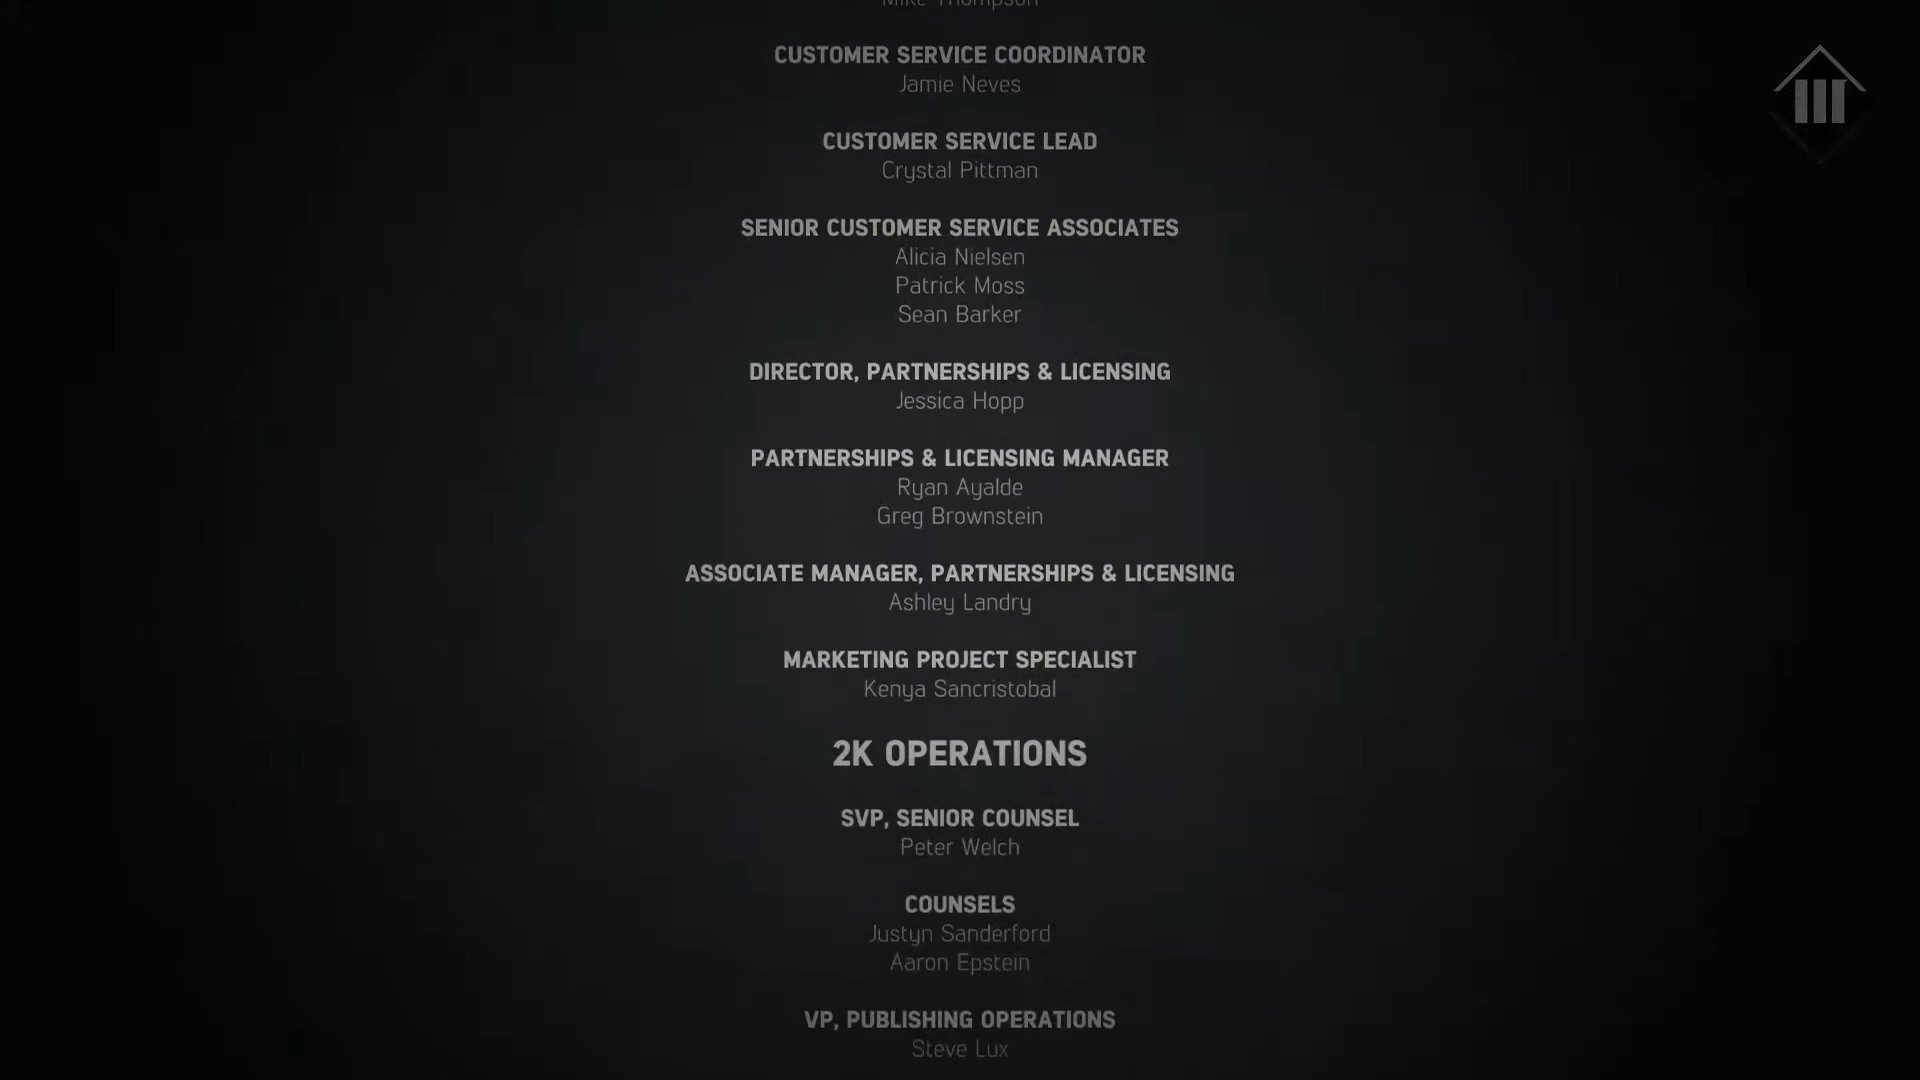 Mike Thompson
CUSTOMER SERVICE COORDINATOR
Jamie Neves
CUSTOMER SERVICE LEAD
Crystal Pittman
SENIOR CUSTOMER SERVICE ASSOCIATES
Alicia Nielsen
Patrick Moss
Sean Barker
DIRECTOR, PARTNERSHIPS & LICENSING
Jessica Hopp
PARTNERSHIPS & LICENSING MANAGER
Ryan Ayalde
Greg Brownstein
ASSOCIATE MANAGER, PARTNERSHIPS & LICENSING
Ashley Landry
MARKETING PROJECT SPECIALIST
Kenya Sancristobal
2K OPERATIONS
SVP, SENIOR COUNSEL
Peter Welch
COUNSELS
Justyn Sanderford
Aaron Epstein
VP, PUBLISHING OPERATIONS
Steve Lux